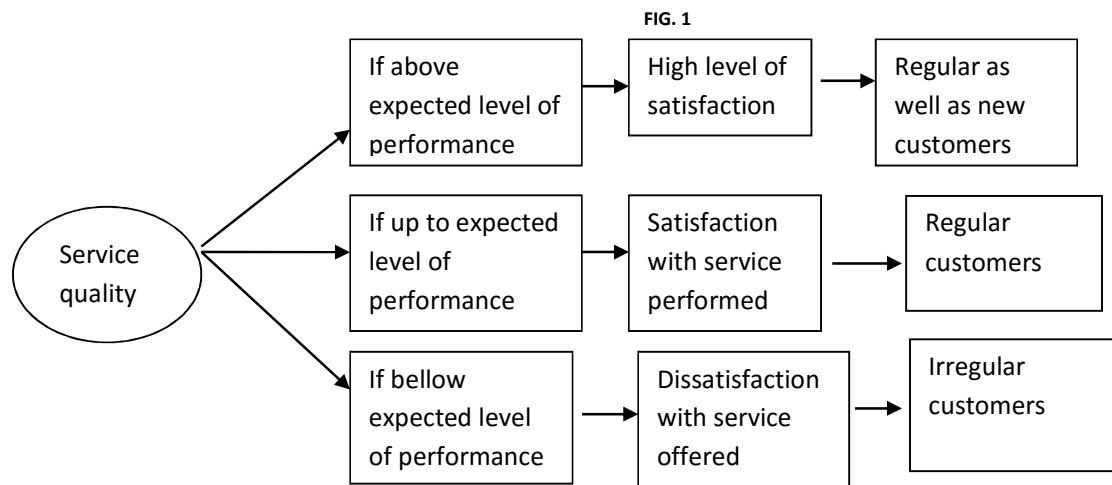 FIG. 1
If above
expected level of
performance
High level of
satisfaction
Regular as
well as new
customers
Service
quality
If up to expected
level of
performance
Satisfaction
with service
performed
Regular
customers
If bellow
expected level
of performance
Dissatisfaction
with service
offered
Irregular
customers